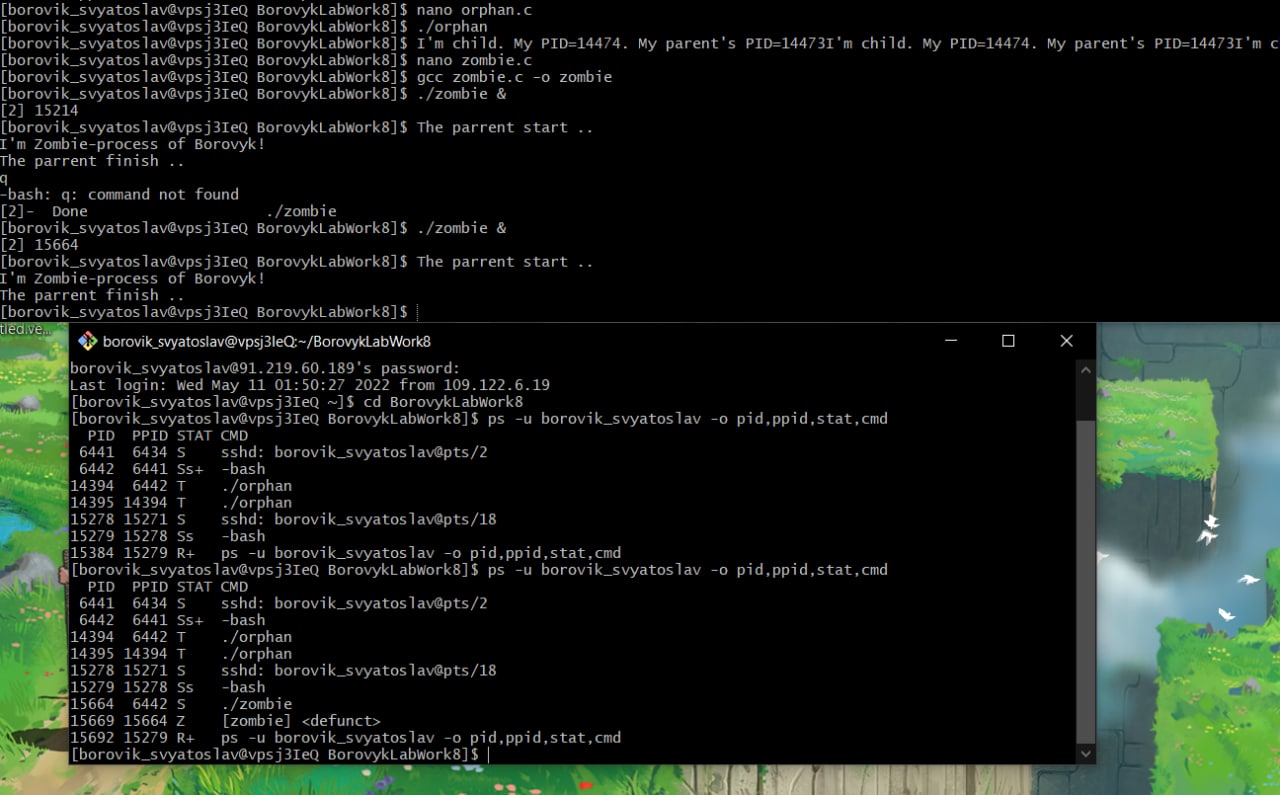 [borovik_svyatoslav@vpsj3IeQ BorovykLabWork8]$ nano orphan.c
[borovik_svyatoslav@vpsj3IeQ BorovykLabWork8]$ ./orphan
[borovik_svyatoslav@vpsj3IeQ BorovykLabWork8]$ I'm child. My PID=14474. My parent's PID=14473I'm child. My PID=14474. My parent's PID=14473I'm c
[borovik_svyatoslav@vpsj3IeQ BorovykLabWork8]$ nano zombie.c
[borovik_svyatoslav@vpsj3IeQ BorovykLabWork8]$ gcc zombie.c -o zombie
[borovik_svyatoslav@vpsj3IeQ BorovykLabWork8]$ ./zombie &
[2] 15214
[borovik_svyatoslav@vpsj3IeQ BorovykLabWork8]$ The parrent start ..
I'm Zombie-process of Borovyk!
The parrent finish ..
q
-bash: q: command not found
[2]-  Done                    ./zombie
[borovik_svyatoslav@vpsj3IeQ BorovykLabWork8]$ ./zombie &
[2] 15664
[borovik_svyatoslav@vpsj3IeQ BorovykLabWork8]$ The parrent start ..
I'm Zombie-process of Borovyk!
The parrent finish ..
[borovik_svyatoslav@vpsj3IeQ BorovykLabWork8]$
tled.ve...
borovik_svyatoslav@vpsj3IeQ:~/BorovykLabWork8
borovik_svyatoslav@91.219.60.189's password:
Last login: Wed May 11 01:50:27 2022 from 109.122.6.19
[borovik_svyatoslav@vpsj3IeQ ~]$ cd BorovykLabWork8
[borovik_svyatoslav@vpsj3IeQ BorovykLabWork8]$ ps -u borovik_svyatoslav -o pid,ppid,stat,cmd
  PID  PPID STAT CMD
 6441  6434 S    sshd: borovik_svyatoslav@pts/2
 6442  6441 Ss+  -bash
14394  6442 T    ./orphan
14395 14394 T    ./orphan
15278 15271 S    sshd: borovik_svyatoslav@pts/18
15279 15278 Ss   -bash
15384 15279 R+   ps -u borovik_svyatoslav -o pid,ppid,stat,cmd
[borovik_svyatoslav@vpsj3IeQ BorovykLabWork8]$ ps -u borovik_svyatoslav -o pid,ppid,stat,cmd
  PID  PPID STAT CMD
 6441  6434 S    sshd: borovik_svyatoslav@pts/2
 6442  6441 Ss+  -bash
14394  6442 T    ./orphan
14395 14394 T    ./orphan
15278 15271 S    sshd: borovik_svyatoslav@pts/18
15279 15278 Ss   -bash
15664  6442 S    ./zombie
15669 15664 Z    [zombie] <defunct>
15692 15279 R+   ps -u borovik_svyatoslav -o pid,ppid,stat,cmd
[borovik_svyatoslav@vpsj3IeQ BorovykLabWork8]$